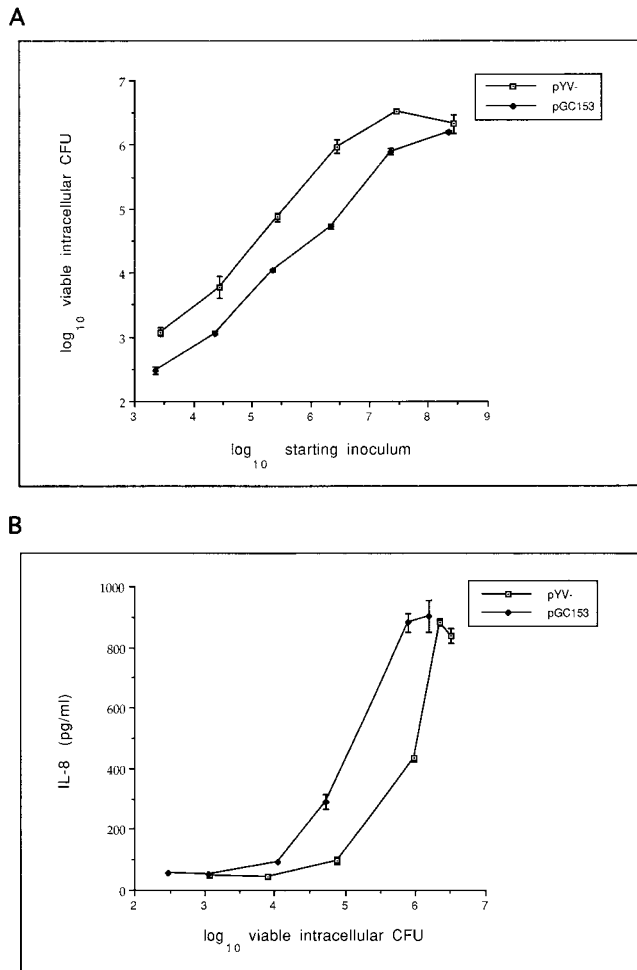 A
7
6
5
4
3
2
log10 viable intracellular CFU
3 4 5 6 7 8 9
log10 starting inoculum
pYV-
pGC153
B
1000
800
600
400
200
0
IL-8 (pg/ml)
2 3 4 5 6 7
log10 viable intracellular CFU
pYV-
pGC153